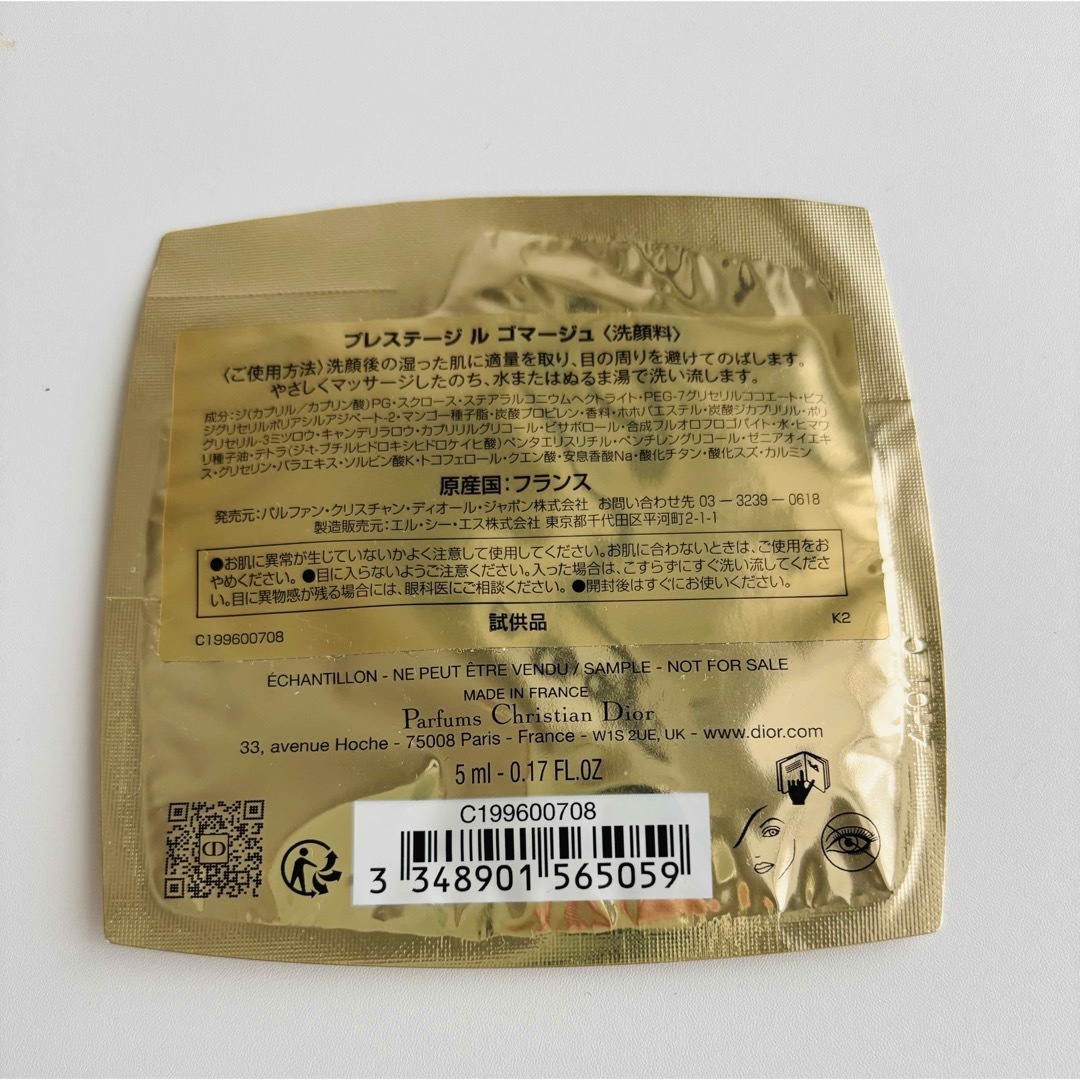 プレステージ ル ゴマージュ〈洗顔料〉
〈ご使用方法〉洗顔後の湿った肌に適量を取り、目の周りを避けてのばします。
やさしくマッサージしたのち、水またはぬるま湯で洗い流します。
成分:ジ(カプリル/カプリン酸)PG・スクロース・ステアラルコニウムヘクトライト・PEG-7グリセリルココエート・ビス
ジグリセリルポリアシルアジペート-2・マンゴー種子脂・炭酸プロピレン・香料・ホホバエステル・炭酸ジカプリリル・ポリ
グリセリル-3ミツロウ・キャンデリラロウ・カプリリルグリコール・ビサボロール・合成フルオロフロゴパイト・水・ヒマワ
リ種子油・テトラ(ジ-t-ブチルヒドロキシヒドロケイヒ酸)ペンタエリスリチル・ペンチレングリコール・ゼニアオイエキ
ス・グリセリン・バラエキス・ソルビン酸K・トコフェロール・クエン酸・安息香酸Na・酸化チタン・酸化スズ・カルミン
原産国:フランス
発売元:パルファン・クリスチャン・ディオール・ジャポン株式会社 お問い合わせ先 03-3239-0618
製造販売元:エル・シー・エス株式会社 東京都千代田区平河町2-1-1
●お肌に異常が生じていないかよく注意して使用してください。お肌に合わないときは、ご使用をお
やめください。●目に入らないようご注意ください。入った場合は、こすらずにすぐ洗い流してくださ
い。目に異物感が残る場合には、眼科医にご相談ください。●開封後はすぐにお使いください。
試供品
K2
C199600708
ÉCHANTILLON - NE PEUT ÊTRE VENDU / SAMPLE - NOT FOR SALE
MADE IN FRANCE
Parfums Christian Dior
33, avenue Hoche - 75008 Paris - France - W1S 2UE, UK - www.dior.com
5 ml - 0.17 FL.OZ
C199600708
3 348901 565059
CD